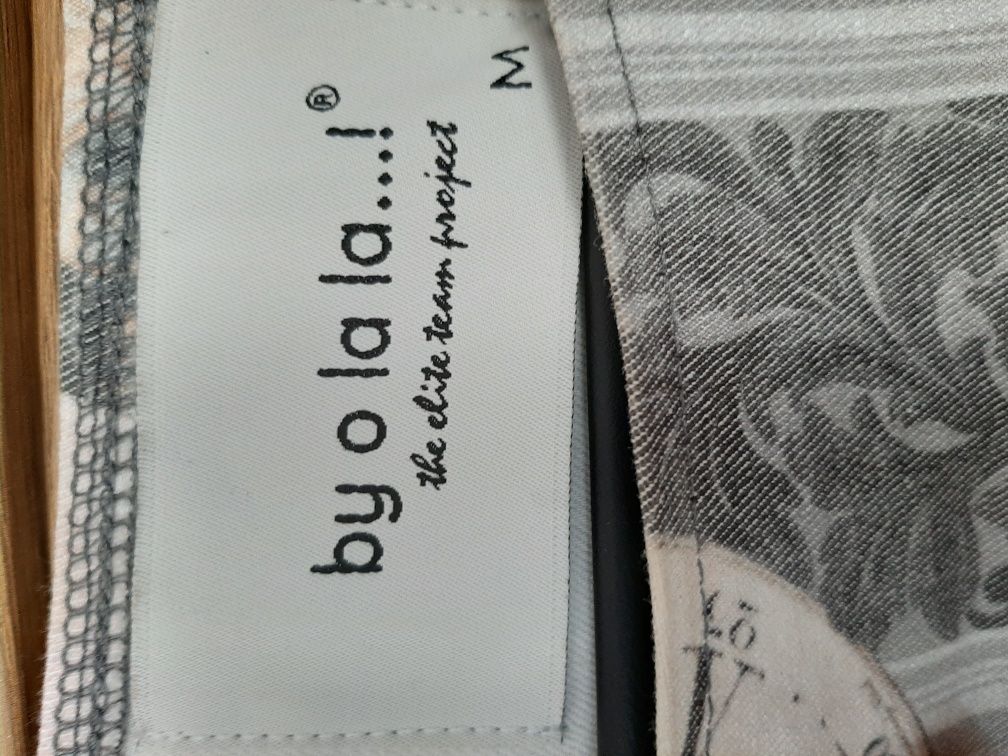 by o la la....!®
the elite team project
M